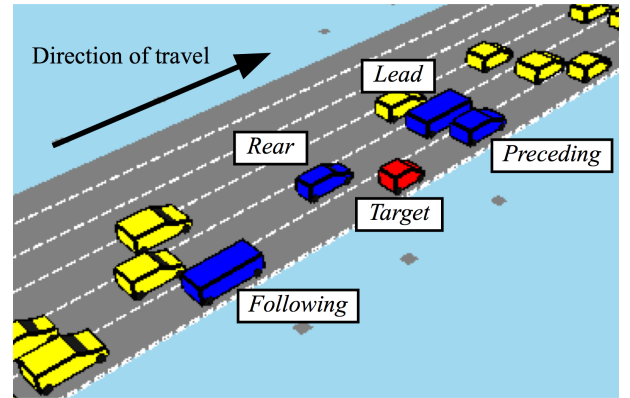 Direction of travel
Lead
Rear
Preceding
Target
Following